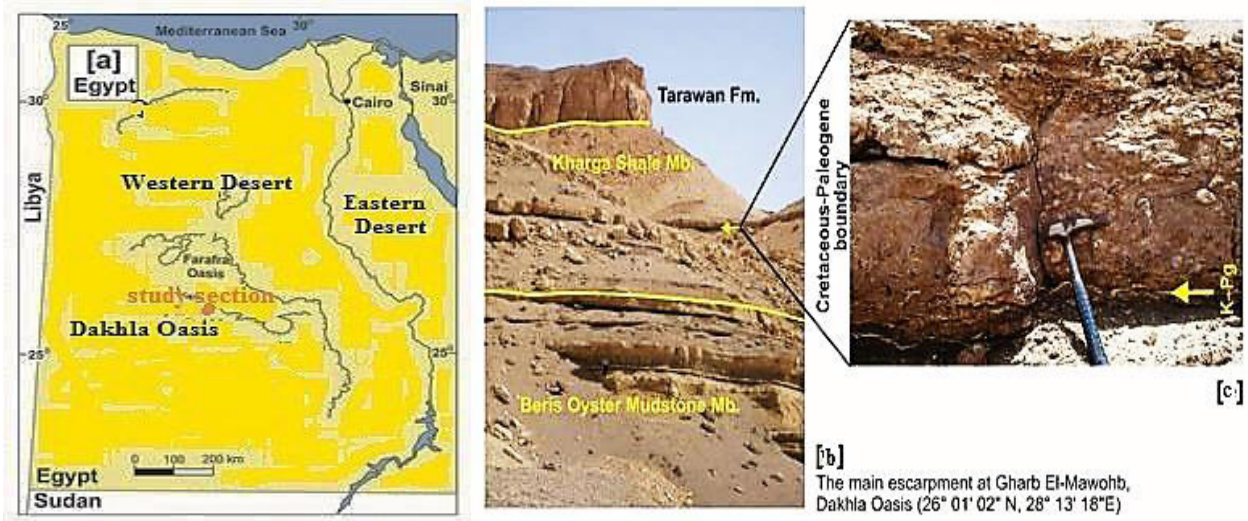 25°
30°
Mediterranean Sea
[a]
Egypt
Sinai
30°
30
Cairo
Libya
Western Desert
Eastern
Desert
Farafra
Oasis
study section
Dakhla Oasis
25°
25°
0 100 200 km
Egypt
Sudan
Tarawan Fm.
Kharga Shale Mb.
Beris Oyster Mudstone Mb.
Cretaceous-Paleogene
boundary
K-Pg
[c]
[b]
The main escarpment at Gharb El-Mawohb,
Dakhla Oasis (26° 01' 02" N, 28° 13' 18"E)